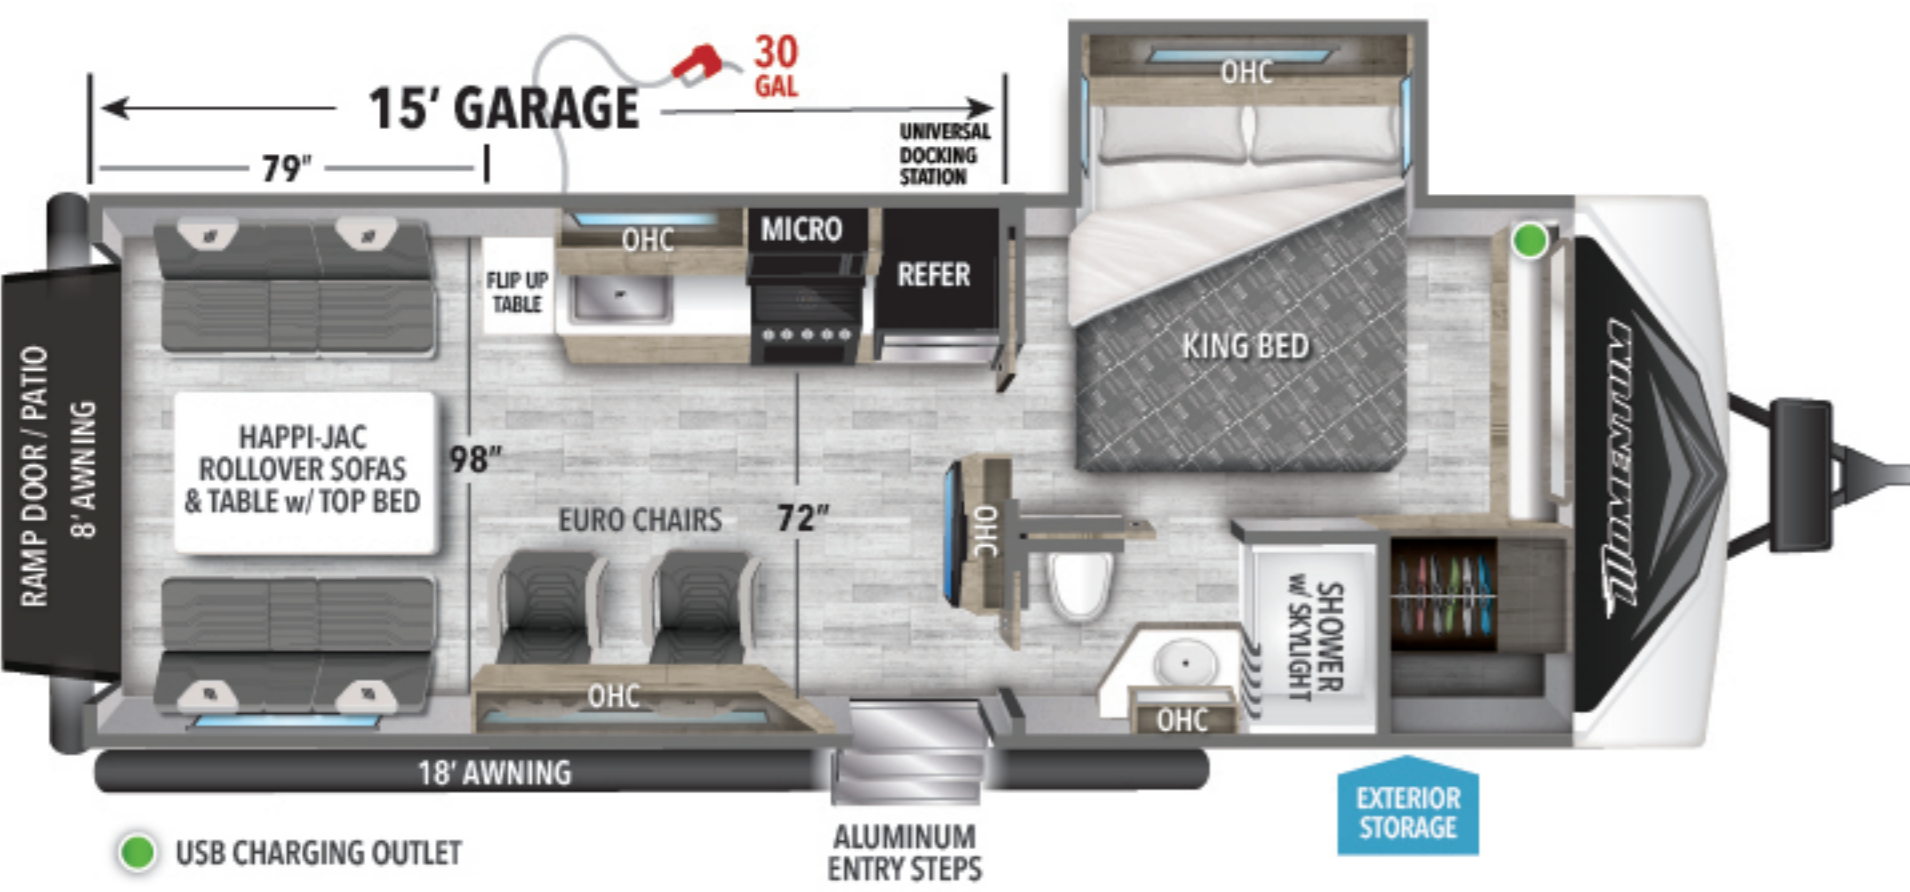 30
GAL
15′ GARAGE
79″
UNIVERSAL
DOCKING
STATION
OHC
OHC
MICRO
REFER
FLIP UP
TABLE
KING BED
RAMP DOOR / PATIO
8′ AWNING
HAPPI-JAC
ROLLOVER SOFAS
& TABLE w/ TOP BED
98″
EURO CHAIRS
72″
OHC
SHOWER
w/ SKYLIGHT
OHC
OHC
MOMENTUM
18′ AWNING
EXTERIOR
STORAGE
USB CHARGING OUTLET
ALUMINUM
ENTRY STEPS